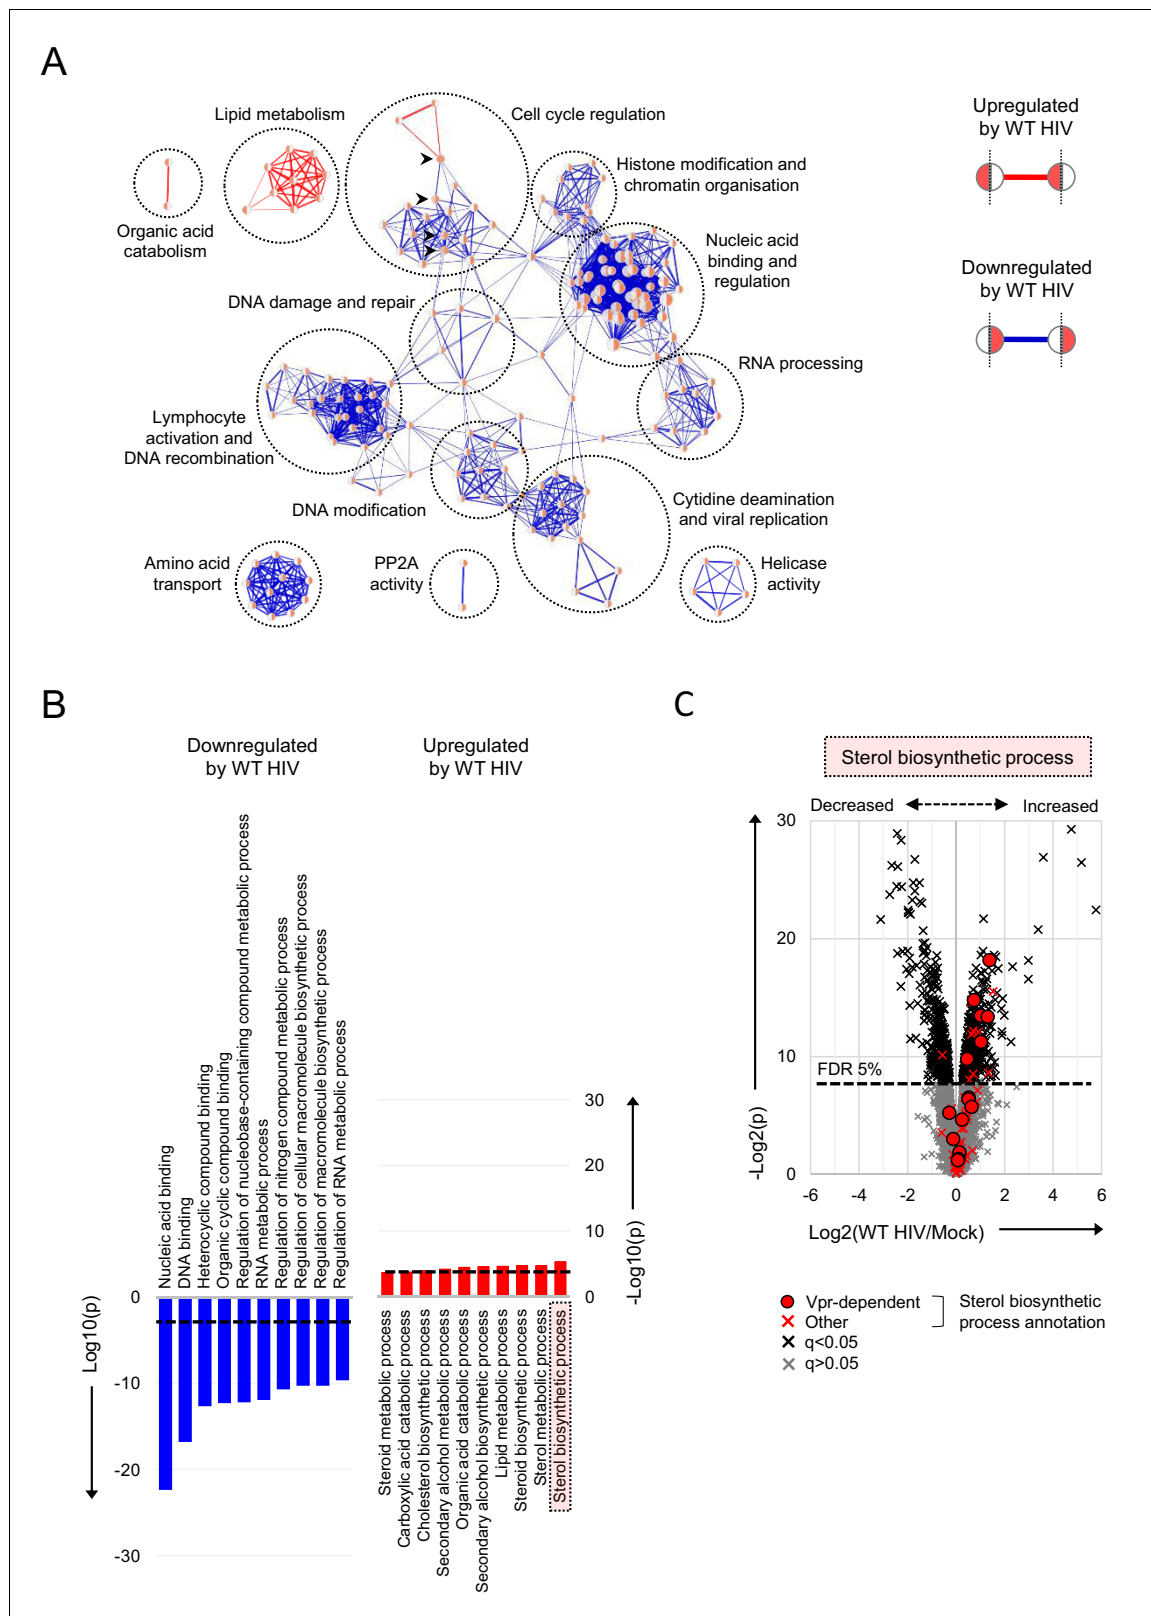 A
Lipid metabolism
Cell cycle regulation
Organic acid
catabolism
Histone modification and
chromatin organisation
Nucleic acid
binding and
regulation
DNA damage and repair
RNA processing
Lymphocyte
activation and
DNA recombination
DNA modification
Cytidine deamination
and viral replication
Amino acid
transport
PP2A
activity
Helicase
activity
Upregulated
by WT HIV
Downregulated
by WT HIV
B
Downregulated
by WT HIV
Upregulated
by WT HIV
Nucleic acid binding
DNA binding
Heterocyclic compound binding
Organic cyclic compound binding
Regulation of nucleobase-containing compound metabolic process
RNA metabolic process
Regulation of nitrogen compound metabolic process
Regulation of cellular macromolecule biosynthetic process
Regulation of macromolecule biosynthetic process
Regulation of RNA metabolic process
0
-10
-20
-30
Log10(p)
30
20
10
0
-Log10(p)
Steroid metabolic process
Carboxylic acid catabolic process
Cholesterol biosynthetic process
Secondary alcohol metabolic process
Organic acid catabolic process
Secondary alcohol biosynthetic process
Lipid metabolic process
Steroid biosynthetic process
Sterol metabolic process
Sterol biosynthetic process
C
Sterol biosynthetic process
Decreased
Increased
30
20
10
0
-Log2(p)
FDR 5%
-6
-4
-2
0
2
4
6
Log2(WT HIV/Mock)
Vpr-dependent
Other
Sterol biosynthetic
process annotation
q<0.05
q>0.05